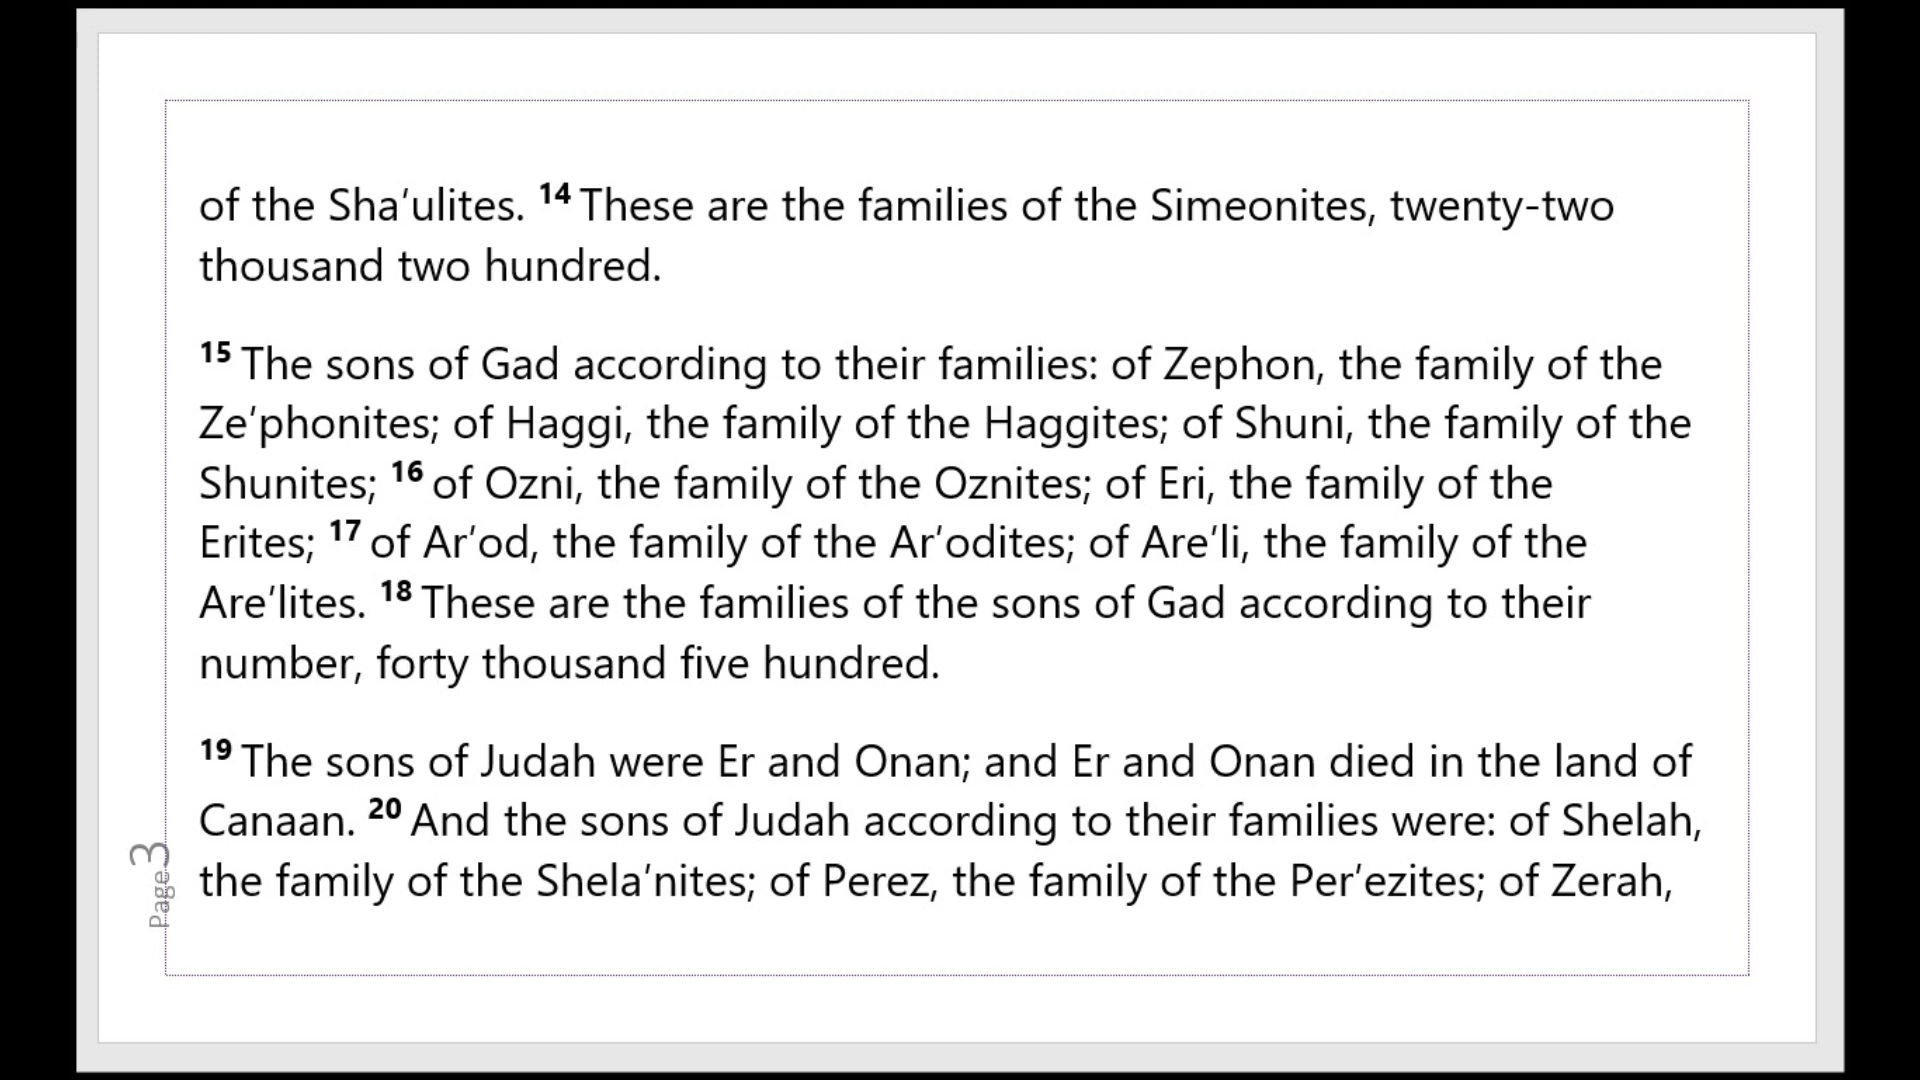 of the Sha′ulites. 14 These are the families of the Simeonites, twenty-two
thousand two hundred.
15 The sons of Gad according to their families: of Zephon, the family of the
Ze′phonites; of Haggi, the family of the Haggites; of Shuni, the family of the
Shunites; 16 of Ozni, the family of the Oznites; of Eri, the family of the
Erites; 17 of Ar′od, the family of the Ar′odites; of Are′li, the family of the
Are′lites. 18 These are the families of the sons of Gad according to their
number, forty thousand five hundred.
19 The sons of Judah were Er and Onan; and Er and Onan died in the land of
Canaan. 20 And the sons of Judah according to their families were: of Shelah,
the family of the Shela′nites; of Perez, the family of the Per′ezites; of Zerah,
Page 3